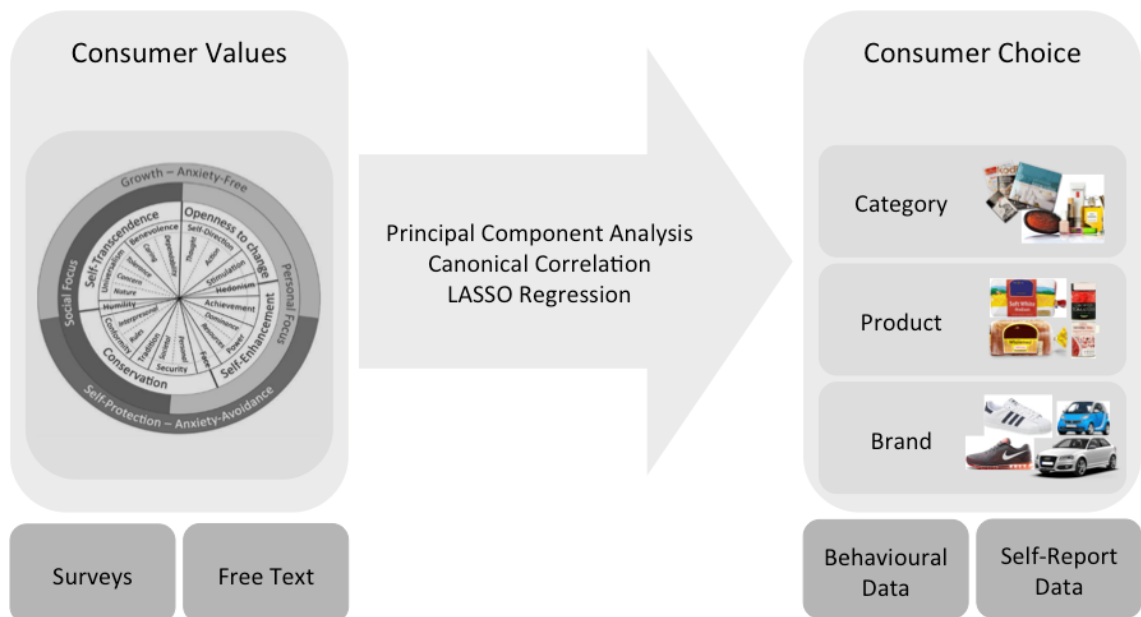 Consumer Values
Growth – Anxiety-Free
Social Focus
Personal Focus
Self-Protection – Anxiety-Avoidance
Self-Transcendence
Openness to change
Self-Enhancement
Conservation
Benevolence
Dependability
Caring
Universalism
Tolerance
Concern
Nature
Humility
Interpersonal
Conformity
Rules
Tradition
Societal
Security
Personal
Face
Resources
Power
Dominance
Achievement
Hedonism
Stimulation
Self-Direction
Action
Thought
Surveys
Free Text
Principal Component Analysis
Canonical Correlation
LASSO Regression
Consumer Choice
Category
Product
Soft White
Brand
Behavioural
Data
Self-Report
Data